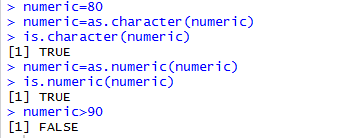 > numeric=80
> numeric=as.character(numeric)
> is.character(numeric)
[1] TRUE
> numeric=as.numeric(numeric)
> is.numeric(numeric)
[1] TRUE
> numeric>90
[1] FALSE